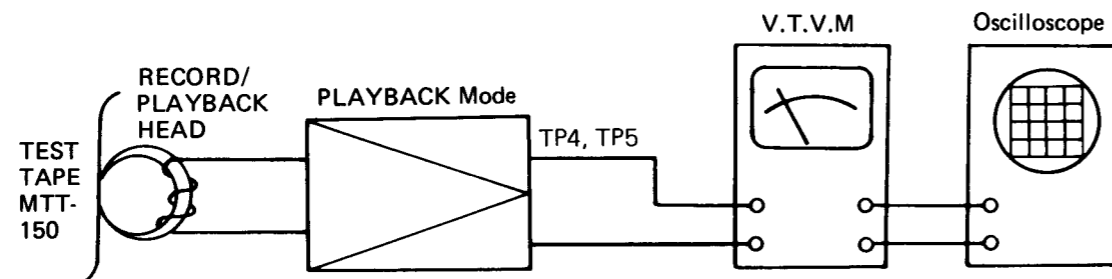 TEST
TAPE
MTT-
150
RECORD/
PLAYBACK
HEAD
PLAYBACK Mode
TP4, TP5
V.T.V.M
Oscilloscope